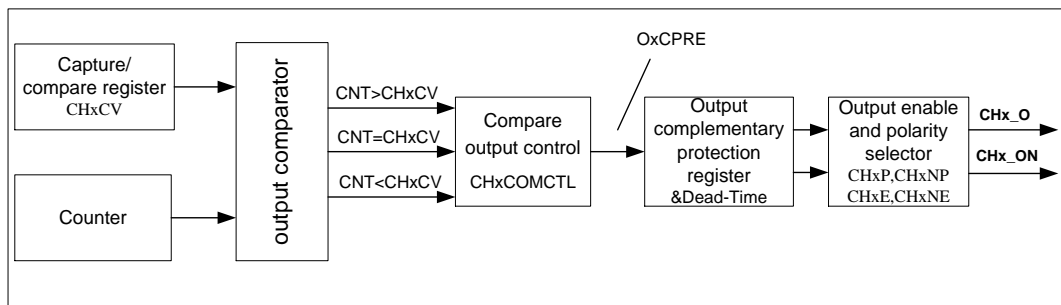 OxCPRE
Capture/
compare register
CHxCV
Counter
output comparator
CNT>CHxCV
CNT=CHxCV
CNT<CHxCV
Compare
output control
CHxCOMCTL
Output
complementary
protection
register
&Dead-Time
Output enable
and polarity
selector
CHxP,CHxNP
CHxE,CHxNE
CHx_O
CHx_ON